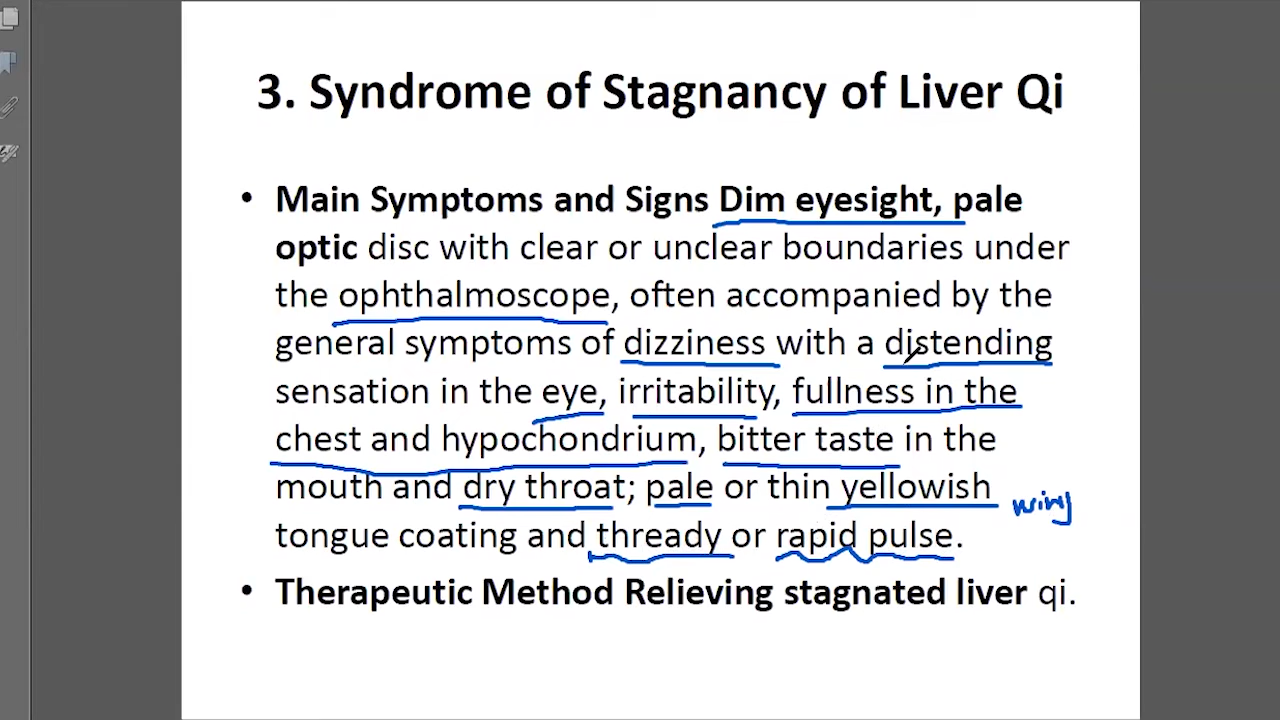 3. Syndrome of Stagnancy of Liver Qi
• Main Symptoms and Signs Dim eyesight, pale
optic disc with clear or unclear boundaries under
the ophthalmoscope, often accompanied by the
general symptoms of dizziness with a distending
sensation in the eye, irritability, fullness in the
chest and hypochondrium, bitter taste in the
mouth and dry throat; pale or thin yellowish
wiry
tongue coating and thready or rapid pulse.
• Therapeutic Method Relieving stagnated liver qi.